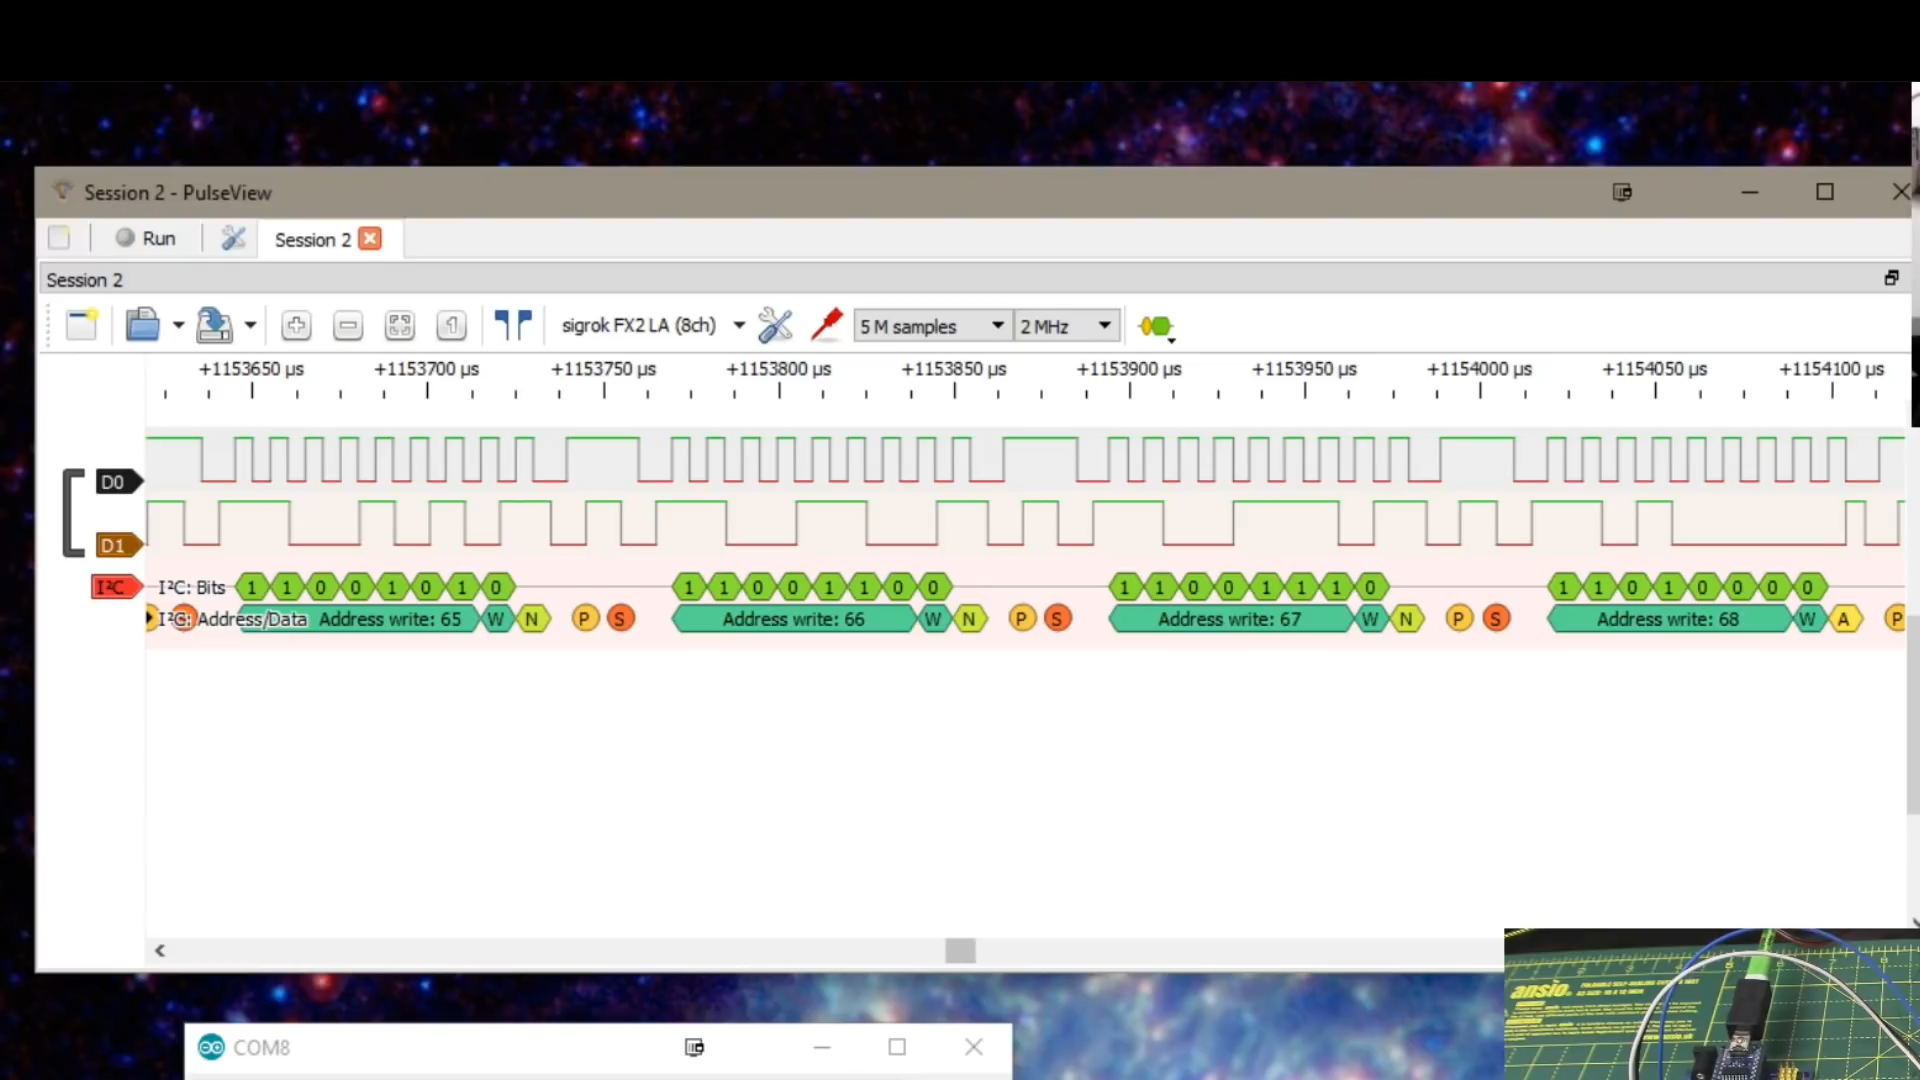 Session 2 - PulseView
Run
Session 2
Session 2
sigrok FX2 LA (8ch)
5 M samples
2 MHz
+1153650 µs +1153700 µs +1153750 µs +1153800 µs +1153850 µs +1153900 µs +1153950 µs +1154000 µs +1154050 µs +1154100 µs
D0
D1
I²C I²C: Bits 1 1 0 0 1 0 1 0 1 1 0 0 1 1 0 0 1 1 0 0 1 1 1 0 1 1 0 1 0 0 0 0
I²C: Address/Data Address write: 65 W N P S Address write: 66 W N P S Address write: 67 W N P S Address write: 68 W A P
ansio
COM8